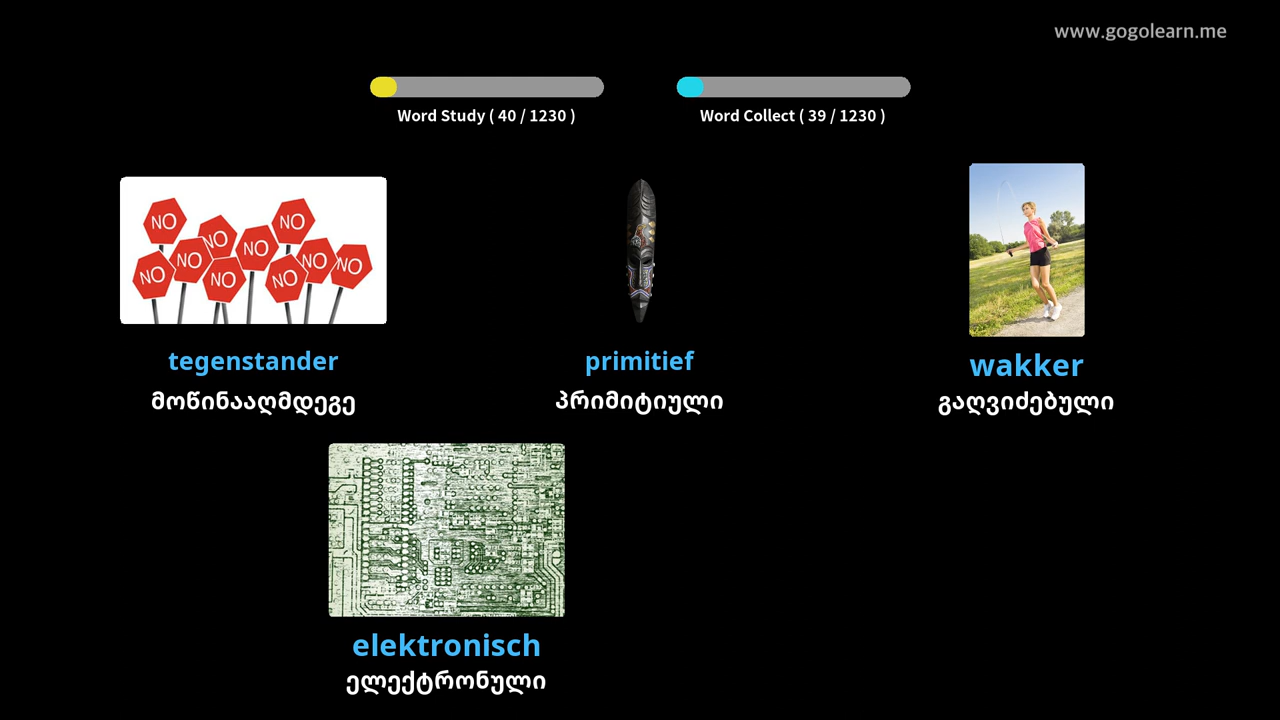 www.gogolearn.me
Word Study ( 40 / 1230 )
Word Collect ( 39 / 1230 )
NO
NO
NO
NO
NO
NO
NO
NO
NO
NO
tegenstander
მოწინააღმდეგე
primitief
პრიმიტიული
wakker
გაღვიძებული
elektronisch
ელექტრონული